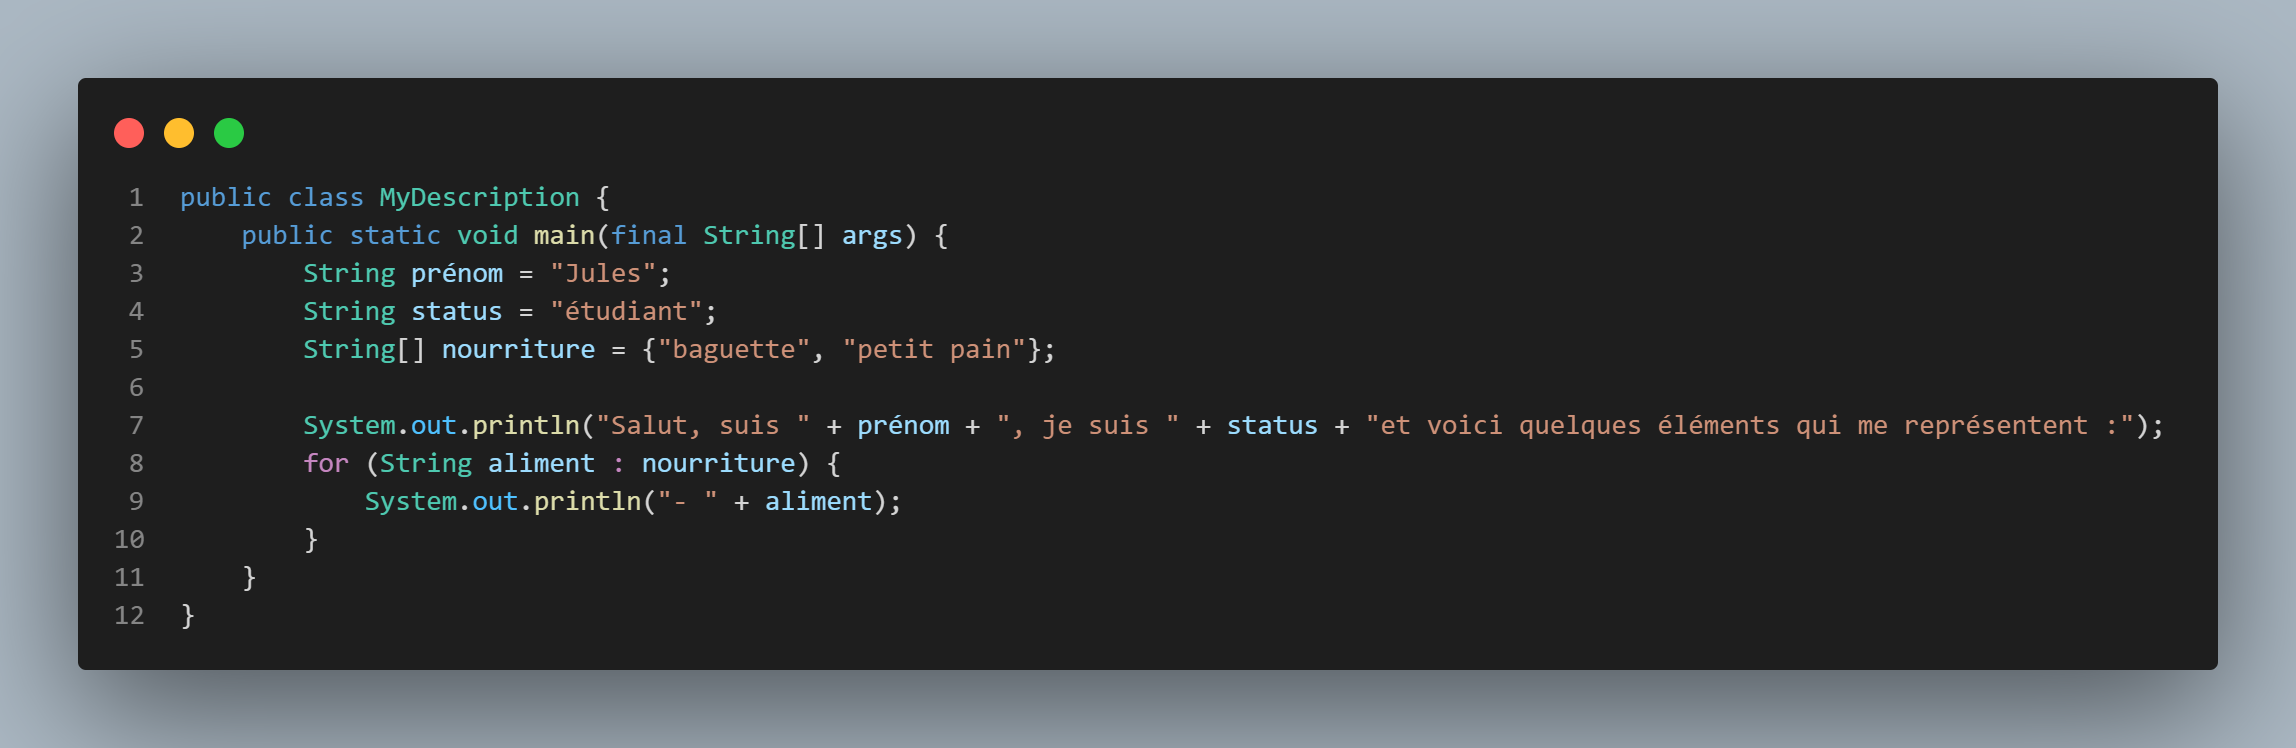 1 public class MyDescription {
2     public static void main(final String[] args) {
3         String prénom = "Jules";
4         String status = "étudiant";
5         String[] nourriture = {"baguette", "petit pain"};
6
7         System.out.println("Salut, suis " + prénom + ", je suis " + status + "et voici quelques éléments qui me représentent :");
8         for (String aliment : nourriture) {
9             System.out.println("- " + aliment);
10         }
11     }
12 }